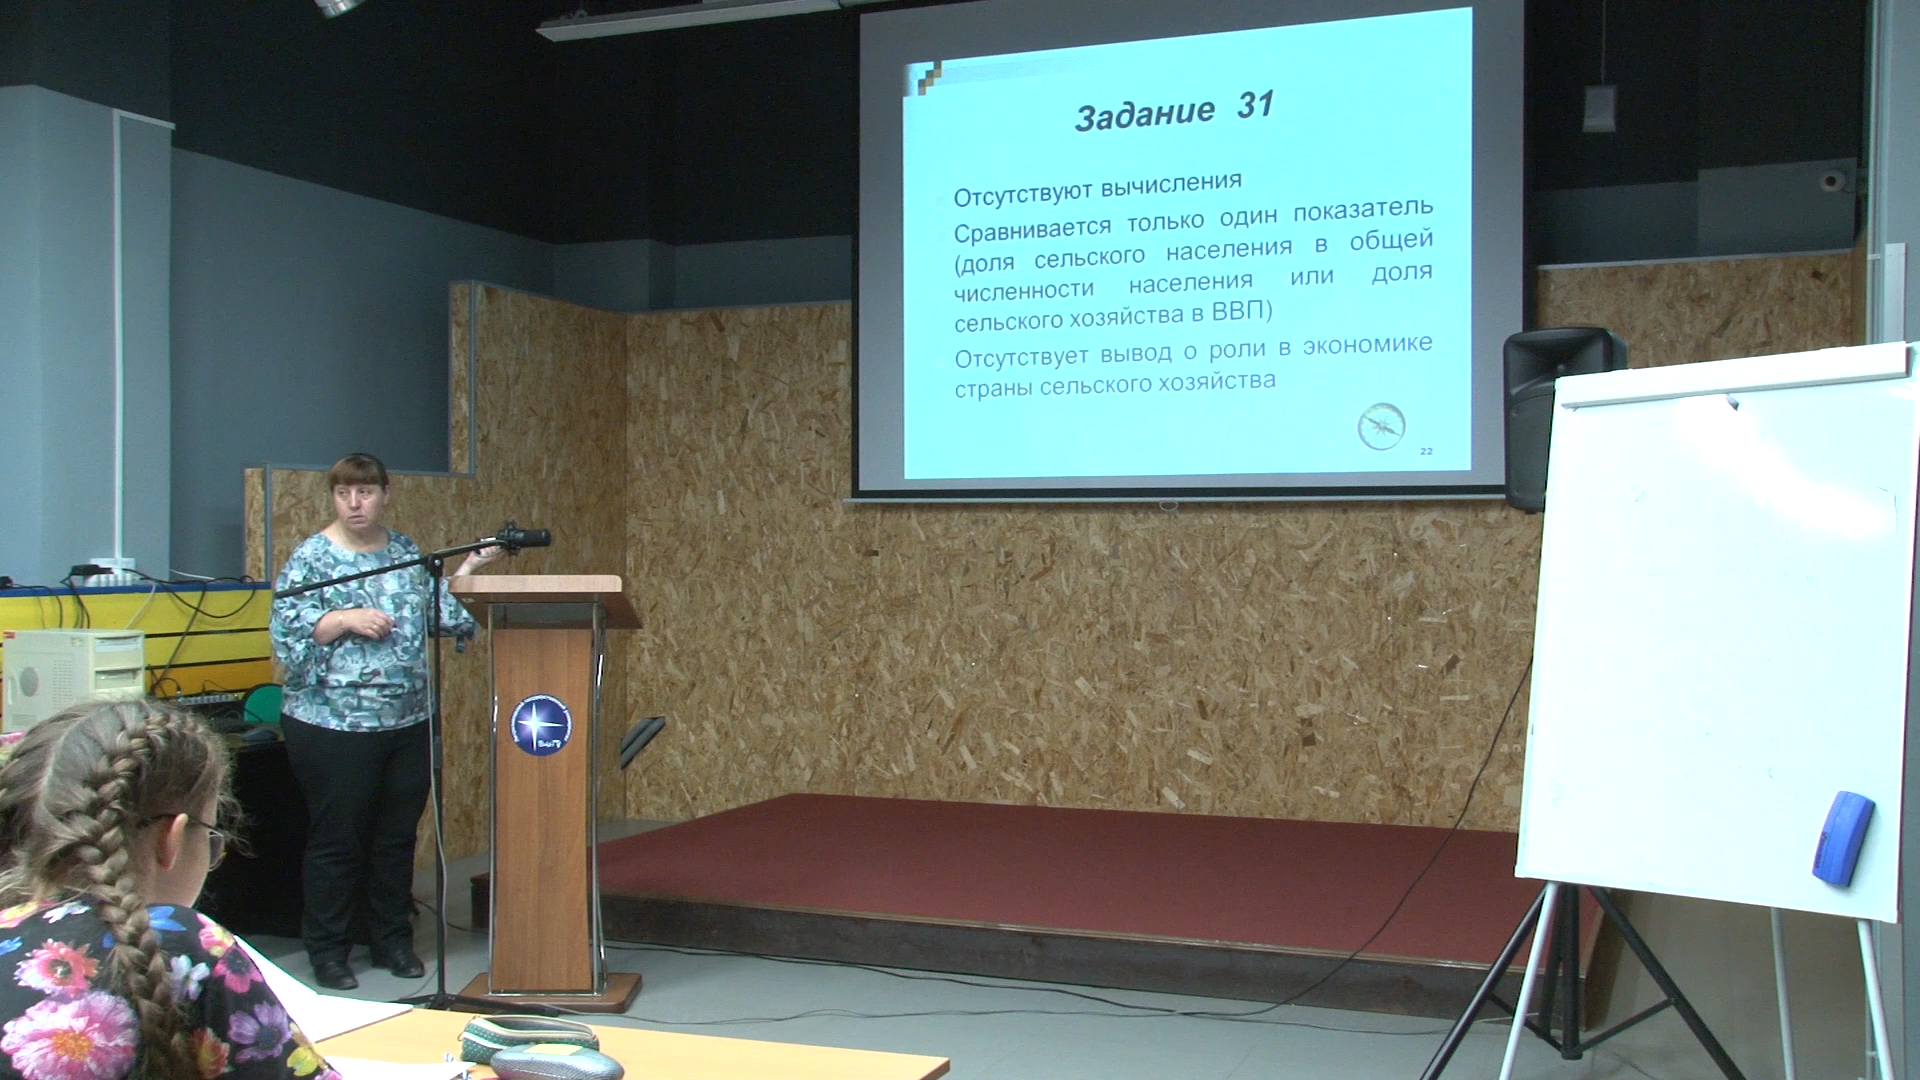 Задание 31
Отсутствуют вычисления
Сравнивается только один показатель
(доля сельского населения в общей
численности населения или доля
сельского хозяйства в ВВП)
Отсутствует вывод о роли в экономике
страны сельского хозяйства
22